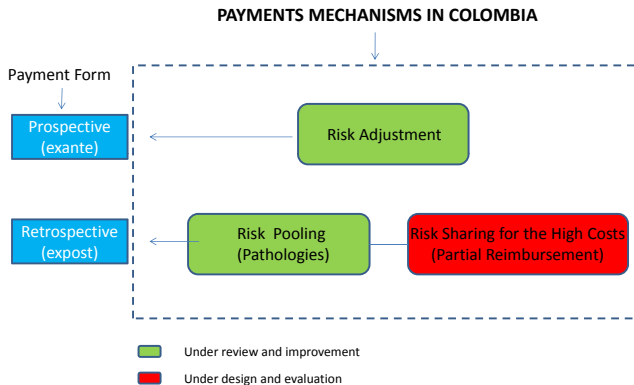 PAYMENTS MECHANISMS IN COLOMBIA
Payment Form
Prospective
(exante)
Risk Adjustment
Retrospective
(expost)
Risk Pooling
(Pathologies)
Risk Sharing for the High Costs
(Partial Reimbursement)
Under review and improvement
Under design and evaluation